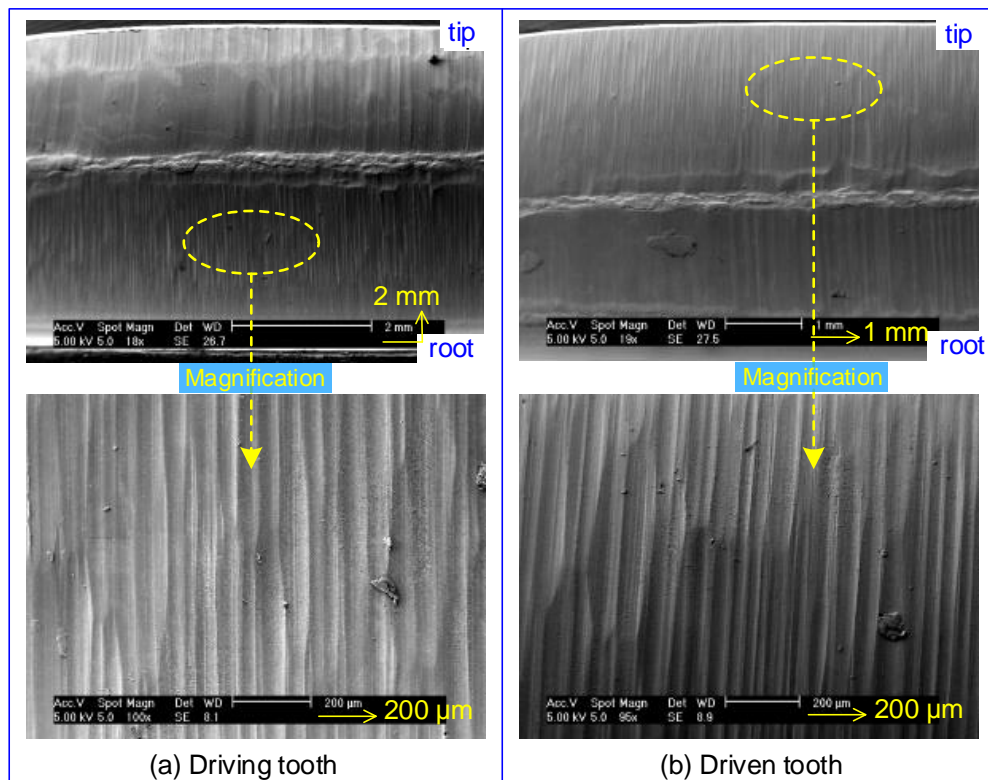 tip
2 mm
Acc.V Spot Magn Det WD 2 mm
5.00 kV 5.0 18x SE 26.7
root
Magnification
Acc.V Spot Magn Det WD 200 µm
5.00 kV 5.0 100x SE 8.1
200 µm
(a) Driving tooth
tip
Acc.V Spot Magn Det WD 1 mm
5.00 kV 5.0 19x SE 27.5
1 mm
root
Magnification
Acc.V Spot Magn Det WD 200 µm
5.00 kV 5.0 95x SE 8.9
200 µm
(b) Driven tooth